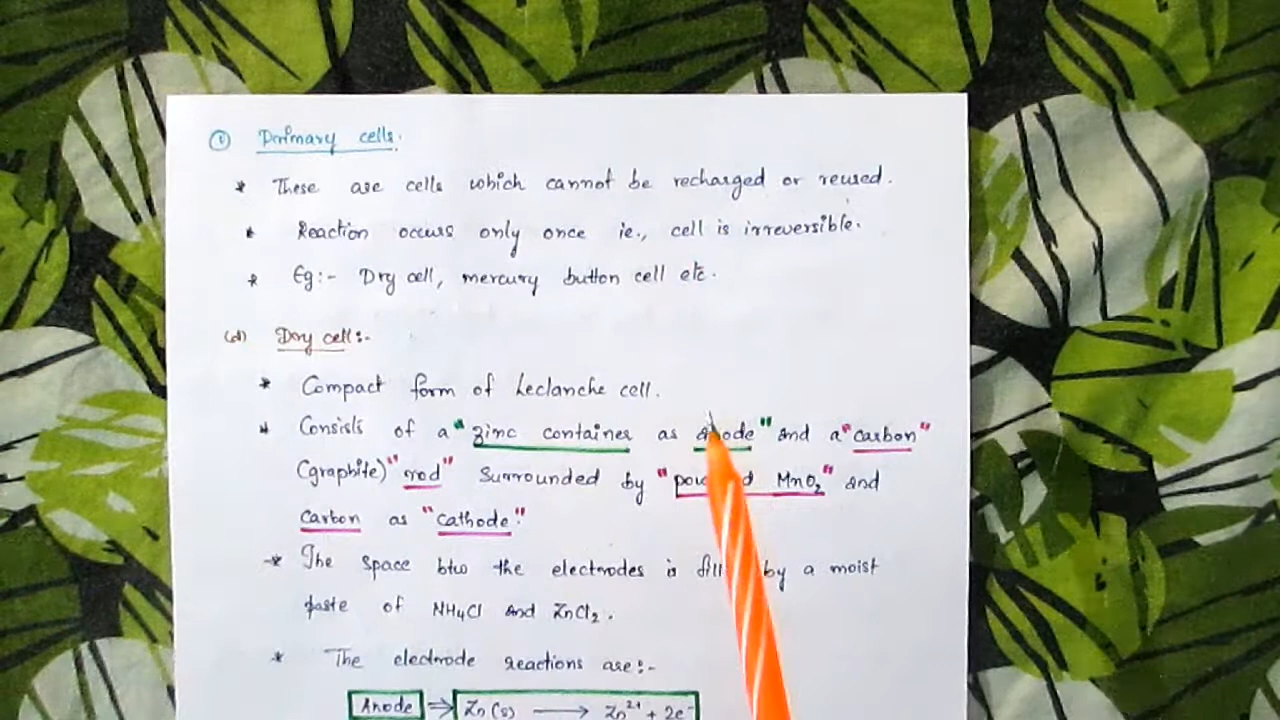 ① Primary cells.
* These are cells which cannot be recharged or reused.
* Reaction occurs only once ie., cell is irreversible.
* Eg:- Dry cell, mercury button cell etc.
(a) Dry cell:-
* Compact form of Leclanche cell.
* Consists of a "zinc container as anode" and a "carbon"
(graphite) "rod" surrounded by "powdered MnO₂" and
carbon as "cathode".
* The space btw the electrodes is filled by a moist
paste of NH4Cl and ZnCl₂.
* The electrode reactions are:-
Anode ⇒ Zn(s) ⟶ Zn²⁺ + 2e⁻